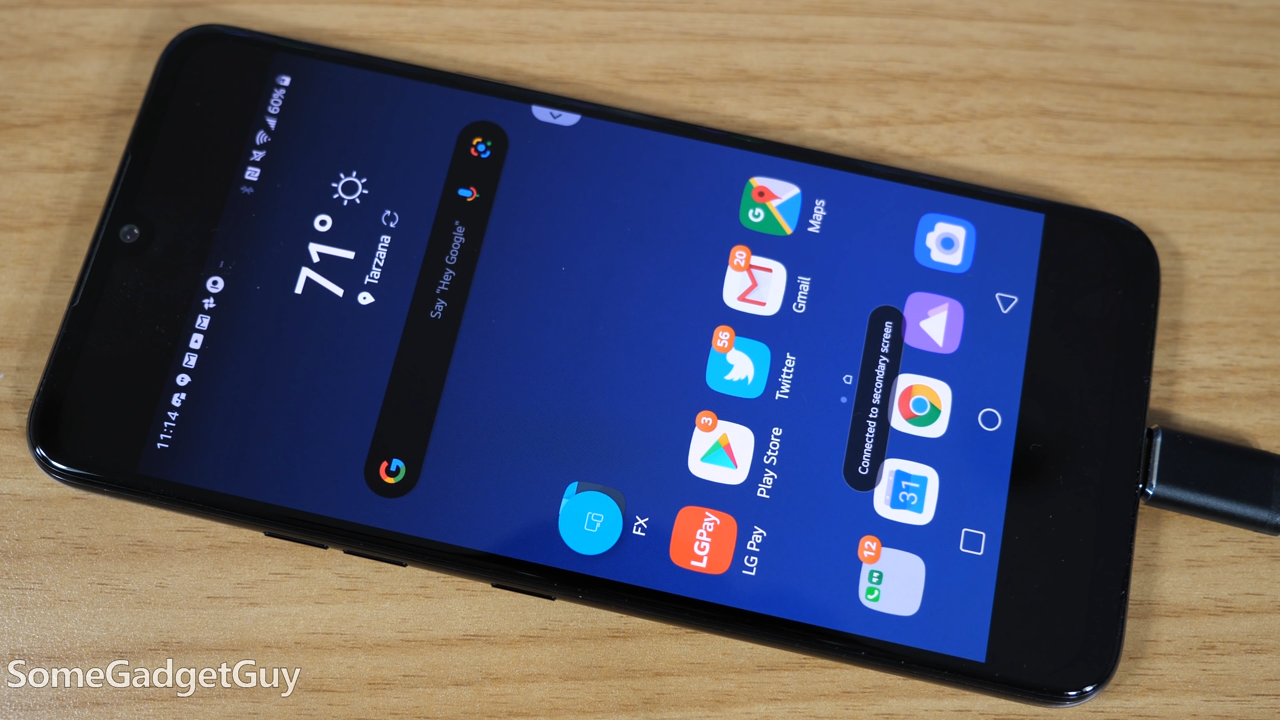 11:14
60%
71°
Tarzana
G
Say "Hey Google"
FX
LGPay
LG Pay
3
Play Store
56
Twitter
20
Gmail
G
Maps
Connected to secondary screen
12
31
SomeGadgetGuy